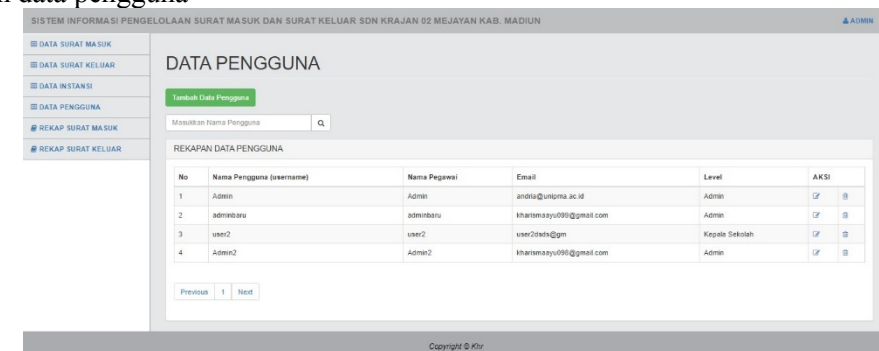 data pengguna
SISTEM INFORMASI PENGELOLAAN SURAT MASUK DAN SURAT KELUAR SDN KRAJAN 02 MEJAYAN KAB. MADIUN
ADMIN
DATA SURAT MASUK
DATA SURAT KELUAR
DATA INSTANSI
DATA PENGGUNA
REKAP SURAT MASUK
REKAP SURAT KELUAR
DATA PENGGUNA
Tambah Data Pengguna
Masukkan Nama Pengguna
REKAPAN DATA PENGGUNA
No Nama Pengguna (username) Nama Pegawai Email Level AKSI
1 Admin Admin andria@unipma.ac.id Admin
2 adminbaru adminbaru kharismaayu099@gmail.com Admin
3 user2 user2 user2dsds@gm Kepala Sekolah
4 Admin2 Admin2 kharismaayu098@gmail.com Admin
Previous 1 Next
Copyright © Khr